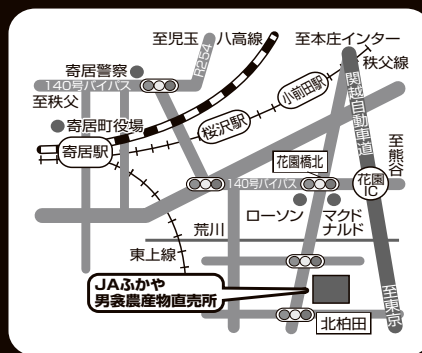 至児玉
八高線
至本庄インター
R254
秩父線
寄居警察
140号バイパス
小前田駅
関越自動車道
至秩父
桜沢駅
寄居町役場
至熊谷
寄居駅
花園橋北
140号バイパス
花園
IC
ローソン
マクド
ナルド
荒川
東上線
JAふかや
男衾農産物直売所
至東京
北柏田